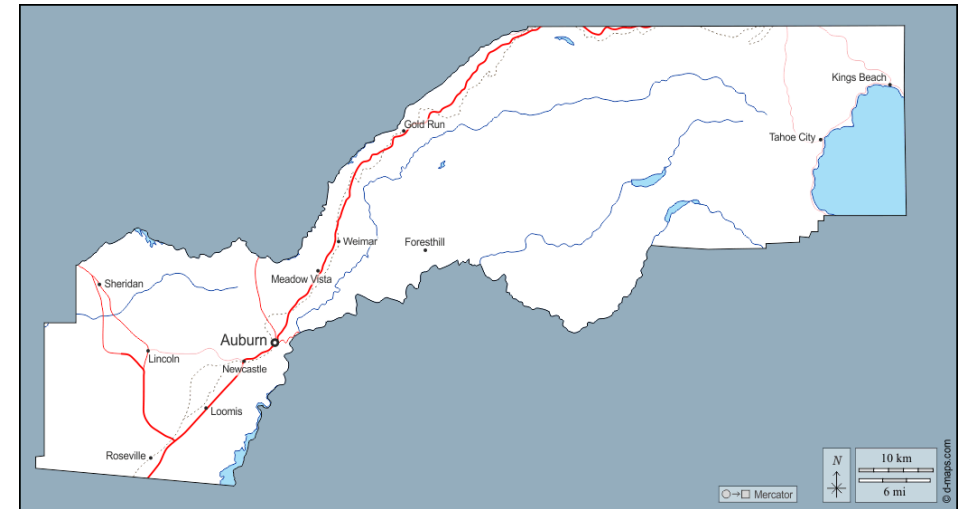 Kings Beach
Gold Run
Tahoe City
Weimar
Foresthill
Meadow Vista
Sheridan
Auburn
Lincoln
Newcastle
Loomis
Roseville
N
10 km
6 mi
Mercator
© d-maps.com